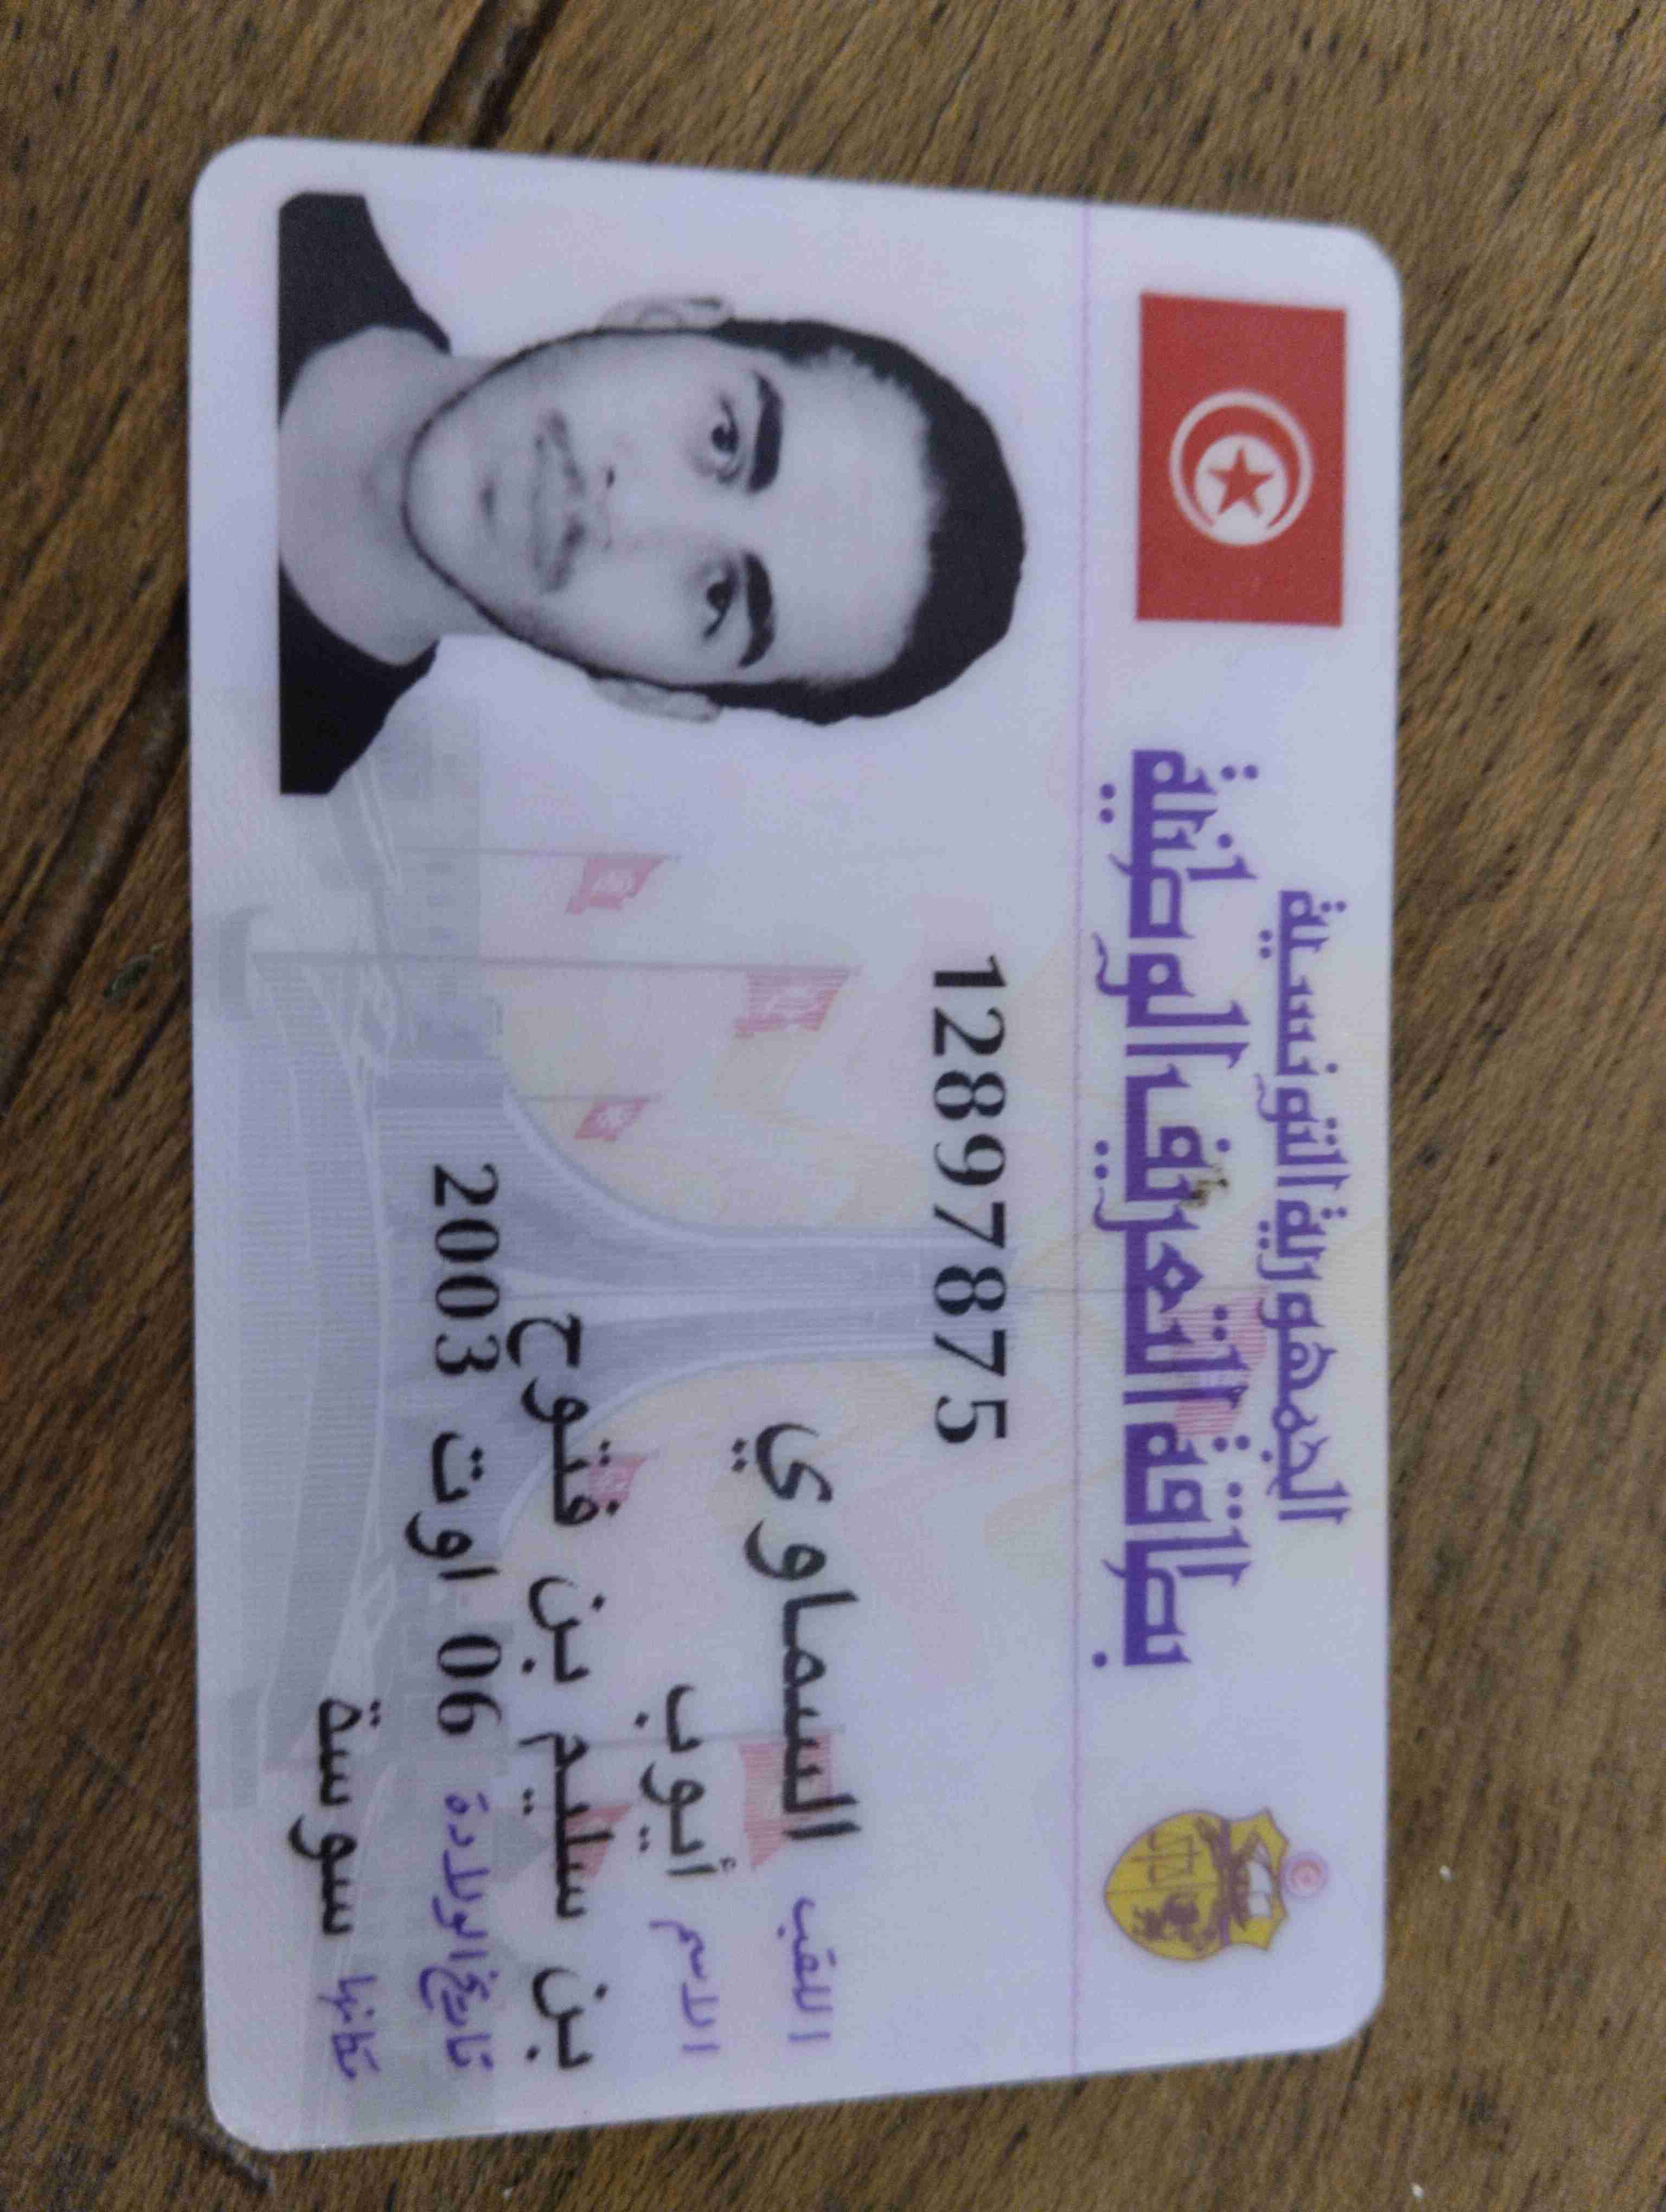 الجمهورية التونسية
بطاقة التعريف الوطنية
12897875
اللقب السماوي
الاسم أيوب
بن سليم بن فتوح
تاريخ الولادة 06 اوت 2003
مكانها سوسة